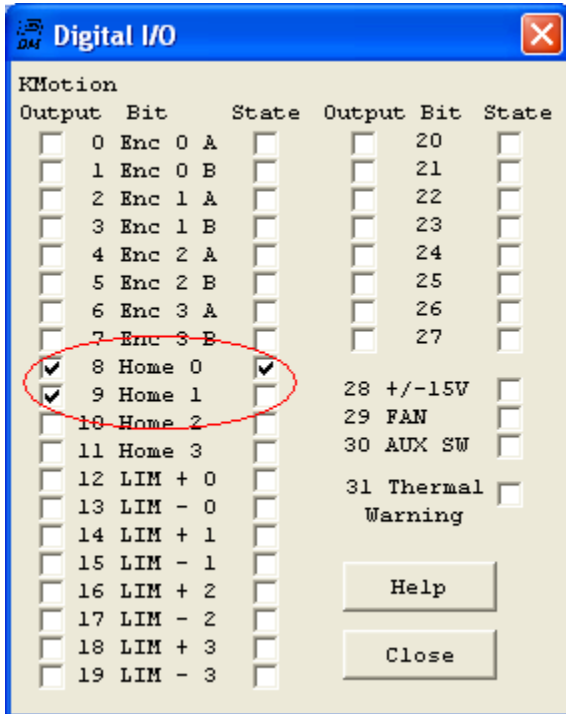 Digital I/O
KMotion
Output Bit State Output Bit State
0 Enc 0 A 20
1 Enc 0 B 21
2 Enc 1 A 22
3 Enc 1 B 23
4 Enc 2 A 24
5 Enc 2 B 25
6 Enc 3 A 26
7 Enc 3 B 27
8 Home 0
9 Home 1
10 Home 2
11 Home 3
12 LIM + 0
13 LIM - 0
14 LIM + 1
15 LIM - 1
16 LIM + 2
17 LIM - 2
18 LIM + 3
19 LIM - 3
28 +/-15V
29 FAN
30 AUX SW
31 Thermal
Warning
Help
Close